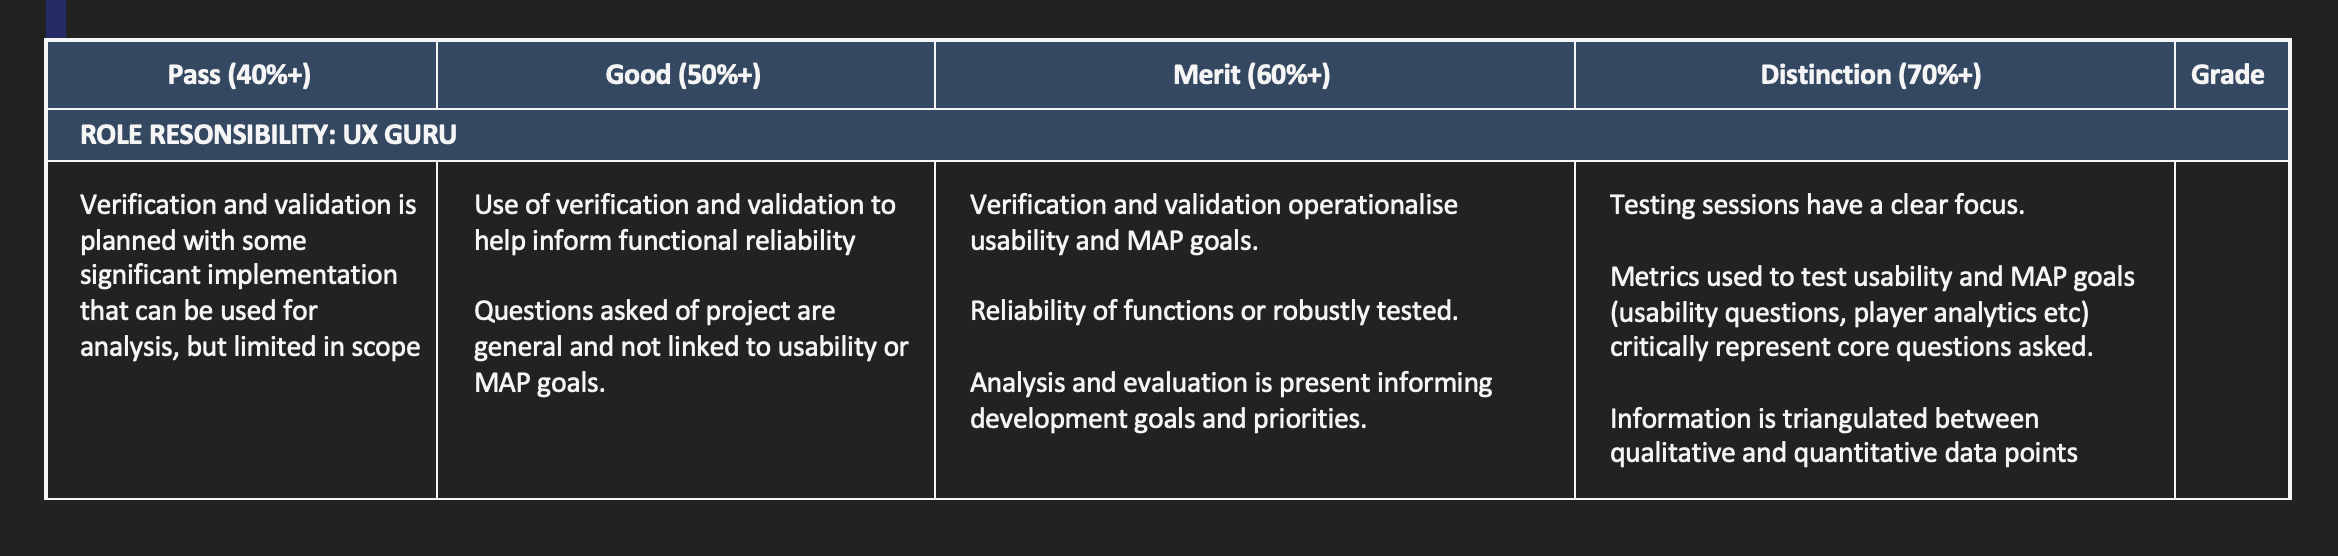 Pass (40%+)
Good (50%+)
Merit (60%+)
Distinction (70%+)
Grade
ROLE RESONSIBILITY: UX GURU
Verification and validation is
planned with some
significant implementation
that can be used for
analysis, but limited in scope
Use of verification and validation to
help inform functional reliability
Questions asked of project are
general and not linked to usability or
MAP goals.
Verification and validation operationalise
usability and MAP goals.
Reliability of functions or robustly tested.
Analysis and evaluation is present informing
development goals and priorities.
Testing sessions have a clear focus.
Metrics used to test usability and MAP goals
(usability questions, player analytics etc)
critically represent core questions asked.
Information is triangulated between
qualitative and quantitative data points